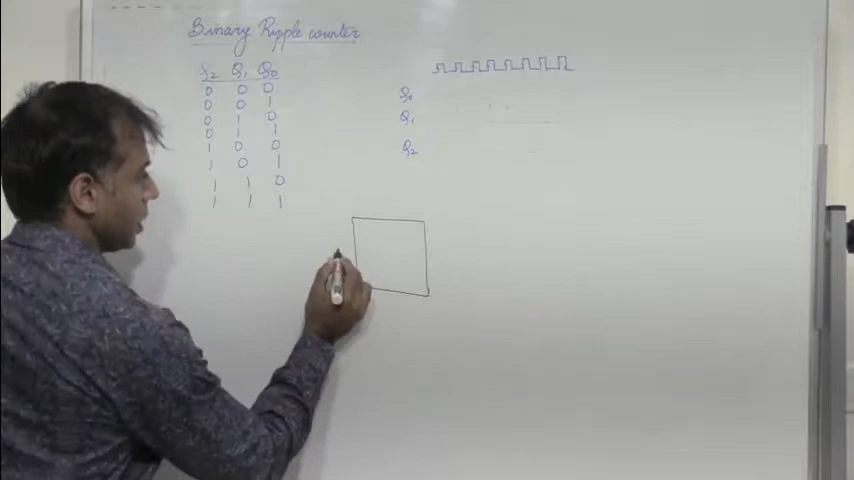 Binary Ripple counter
Q2 Q1 Q0
0 0 0
0 0 1
0 1 0
0 1 1
1 0 0
1 0 1
1 1 0
1 1 1
Q0
Q1
Q2